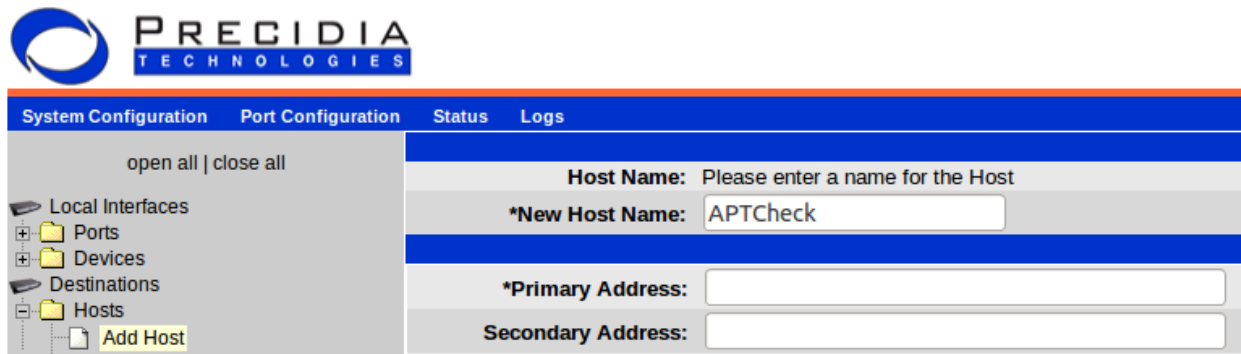 PRECIDIA
TECHNOLOGIES
System Configuration Port Configuration Status Logs
open all | close all
Local Interfaces
Ports
Devices
Destinations
Hosts
Add Host
Host Name: Please enter a name for the Host
*New Host Name: APTCheck
*Primary Address:
Secondary Address: